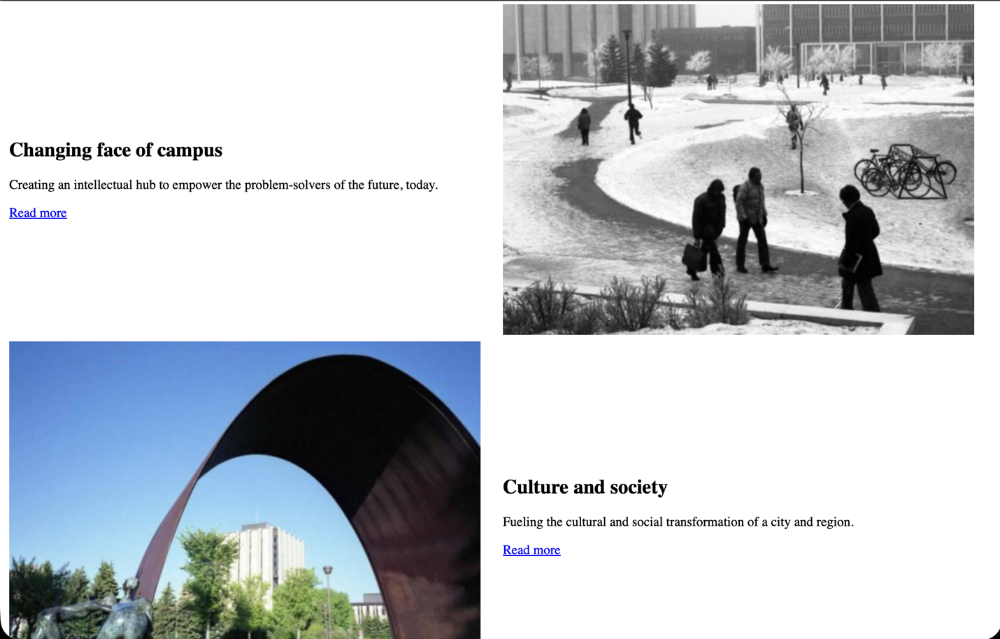 Changing face of campus
Creating an intellectual hub to empower the problem-solvers of the future, today.
Read more
Culture and society
Fueling the cultural and social transformation of a city and region.
Read more